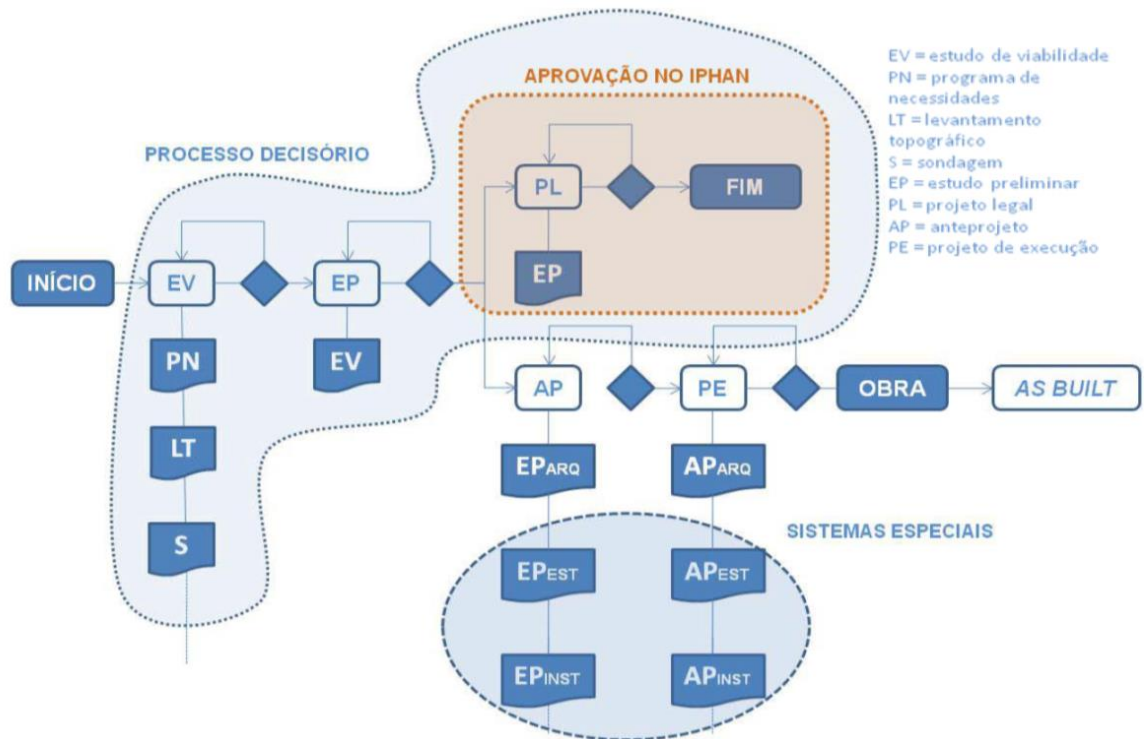 EV = estudo de viabilidade
PN = programa de
necessidades
LT = levantamento
topográfico
S = sondagem
EP = estudo preliminar
PL = projeto legal
AP = anteprojeto
PE = projeto de execução
APROVAÇÃO NO IPHAN
PROCESSO DECISÓRIO
PL
FIM
EP
INÍCIO
EV
EP
PN
EV
LT
S
AP
PE
OBRA
AS BUILT
EPARQ
APARQ
SISTEMAS ESPECIAIS
EPEST
APEST
EPINST
APINST